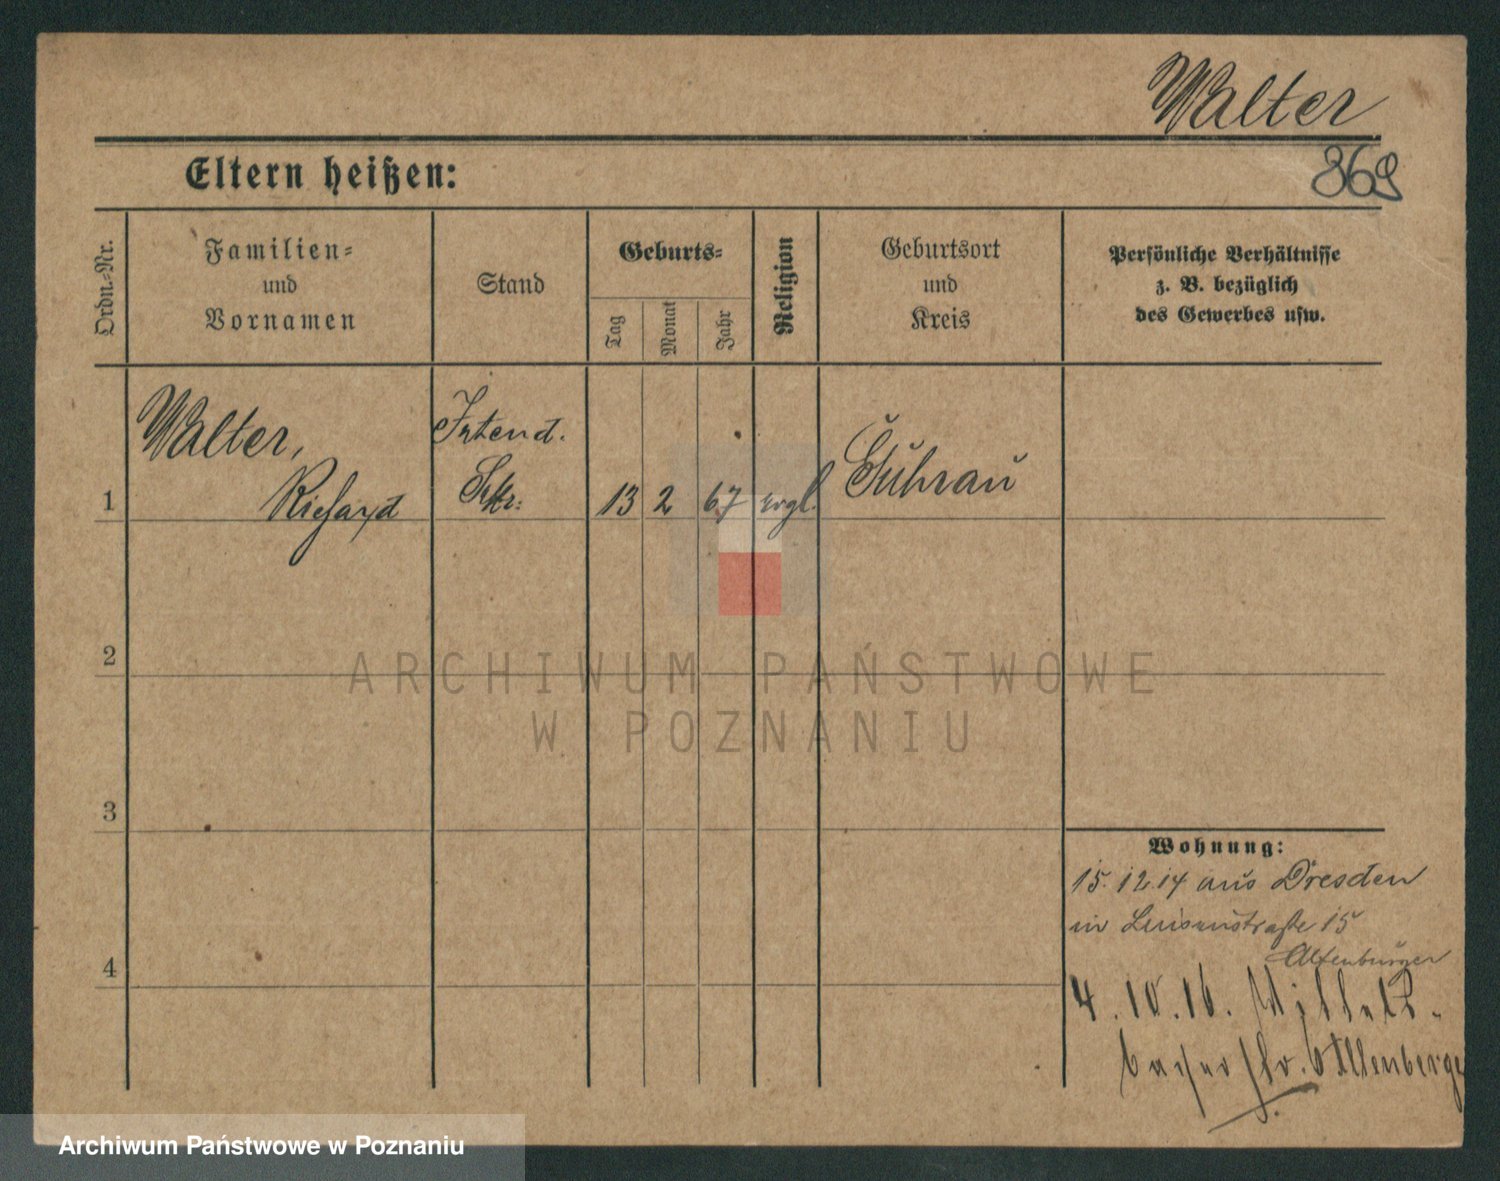 Walter
869
Eltern heißen:
Ordn.-Nr.
Familien-
und
Vornamen
Stand
Geburts-
Tag
Monat
Jahr
Religion
Geburtsort
und
Kreis
Persönliche Verhältnisse
z. B. bezüglich
des Gewerbes usw.
Walter,
Richard
Intend.
Sektr.
1
13 2 67 evgl.
Guhrau
2
3
4
ARCHIWUM PAŃSTWOWE
W POZNANIU
Wohnung:
15.12.14 aus Dresden
in Luisenstraße 15
Altenburger
4.10.16.
Archiwum Państwowe w Poznaniu